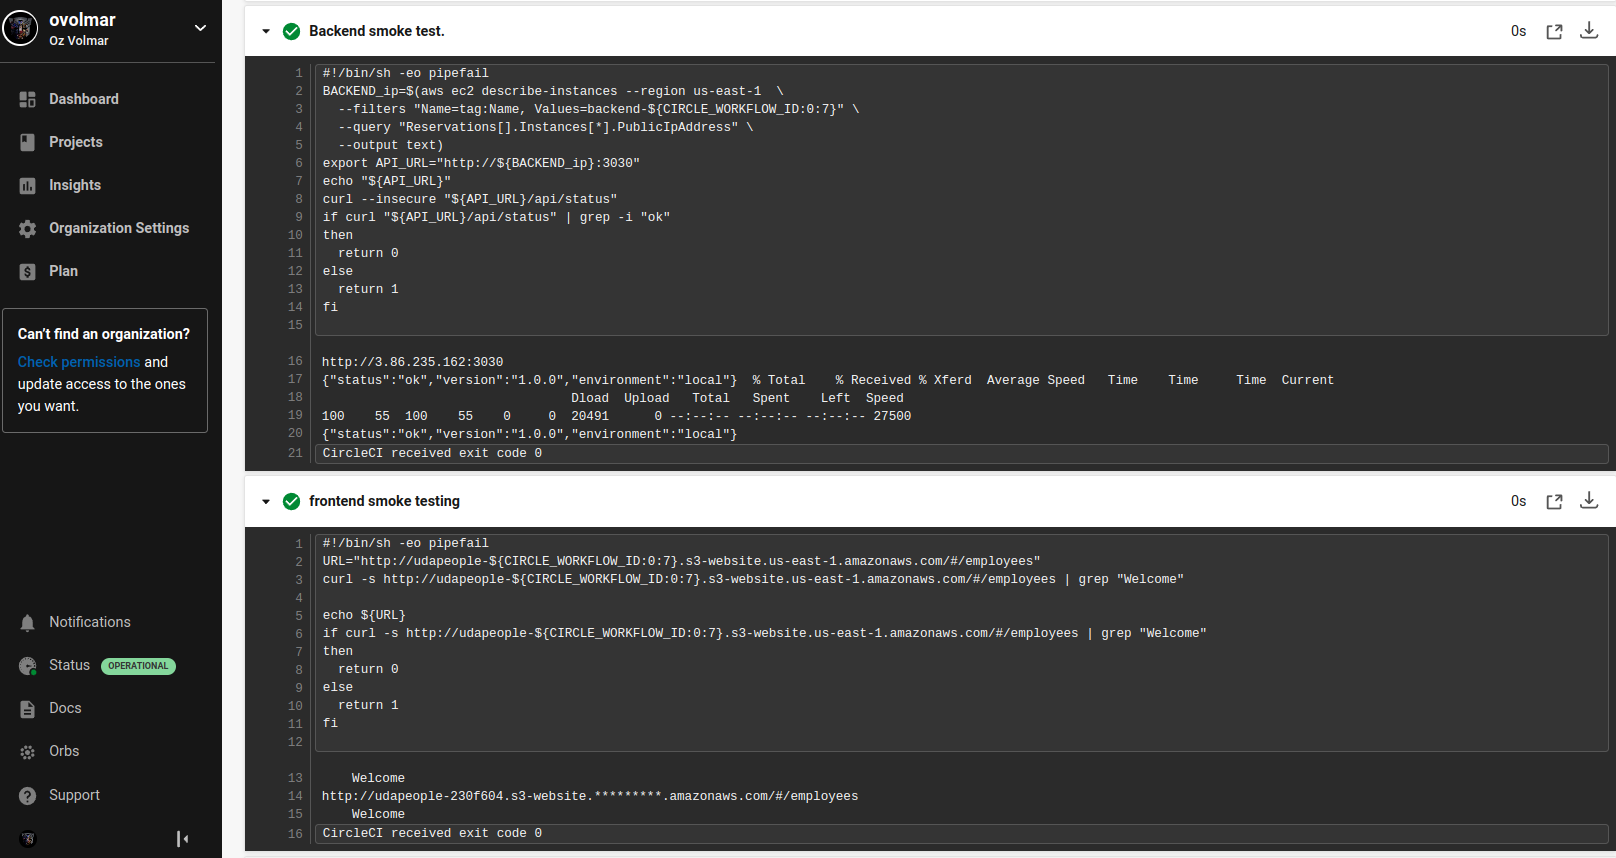 ovolmar
Oz Volmar
Dashboard
Projects
Insights
Organization Settings
Plan
Can't find an organization?
Check permissions and
update access to the ones
you want.
Notifications
Status OPERATIONAL
Docs
Orbs
Support
Backend smoke test. 0s
1 #!/bin/sh -eo pipefail
2 BACKEND_ip=$(aws ec2 describe-instances --region us-east-1  \
3   --filters "Name=tag:Name, Values=backend-${CIRCLE_WORKFLOW_ID:0:7}" \
4   --query "Reservations[].Instances[*].PublicIpAddress" \
5   --output text)
6 export API_URL="http://${BACKEND_ip}:3030"
7 echo "${API_URL}"
8 curl --insecure "${API_URL}/api/status"
9 if curl "${API_URL}/api/status" | grep -i "ok"
10 then
11   return 0
12 else
13   return 1
14 fi
15
16 http://3.86.235.162:3030
17 {"status":"ok","version":"1.0.0","environment":"local"}  % Total    % Received % Xferd  Average Speed   Time    Time     Time  Current
18                                  Dload  Upload   Total   Spent    Left  Speed
19 100    55  100    55    0     0  20491      0 --:--:-- --:--:-- --:--:-- 27500
20 {"status":"ok","version":"1.0.0","environment":"local"}
21 CircleCI received exit code 0
frontend smoke testing 0s
1 #!/bin/sh -eo pipefail
2 URL="http://udapeople-${CIRCLE_WORKFLOW_ID:0:7}.s3-website.us-east-1.amazonaws.com/#/employees"
3 curl -s http://udapeople-${CIRCLE_WORKFLOW_ID:0:7}.s3-website.us-east-1.amazonaws.com/#/employees | grep "Welcome"
4
5 echo ${URL}
6 if curl -s http://udapeople-${CIRCLE_WORKFLOW_ID:0:7}.s3-website.us-east-1.amazonaws.com/#/employees | grep "Welcome"
7 then
8   return 0
9 else
10   return 1
11 fi
12
13     Welcome
14 http://udapeople-230f604.s3-website.*********.amazonaws.com/#/employees
15     Welcome
16 CircleCI received exit code 0